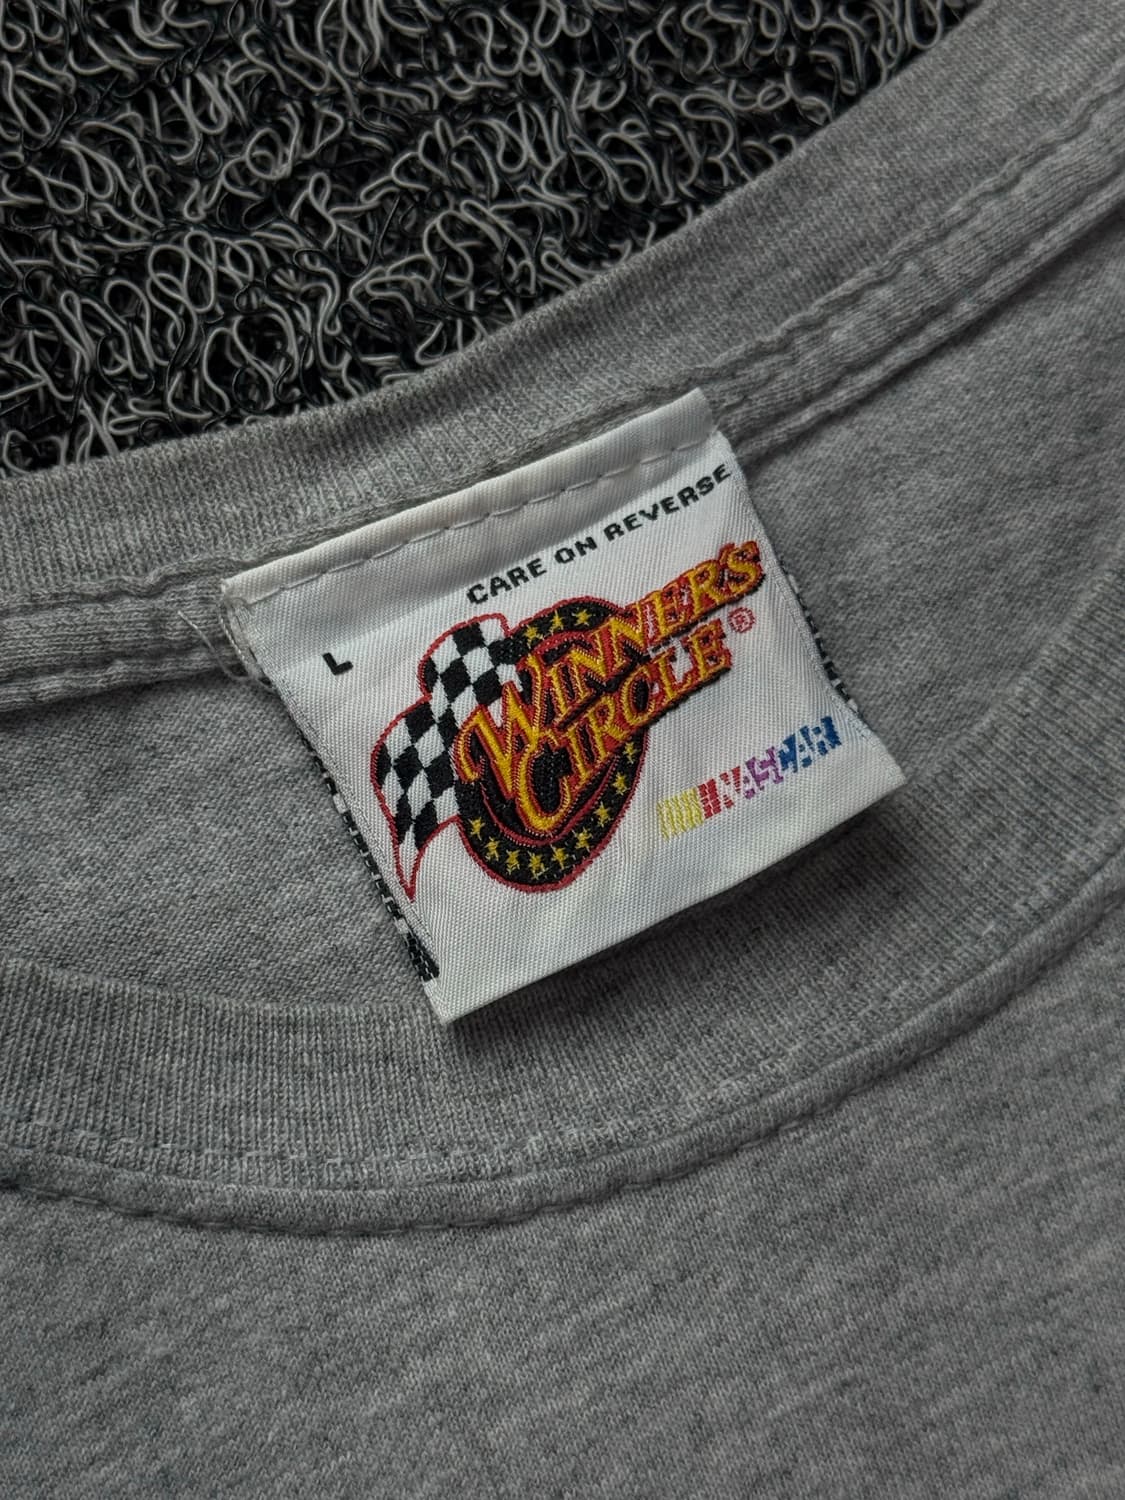 CARE ON REVERSE
L
WINNER'S
CIRCLE®
NASCAR